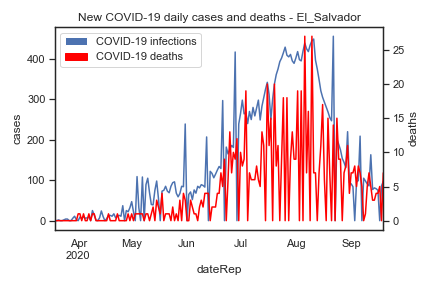 New COVID-19 daily cases and deaths - El_Salvador
COVID-19 infections
COVID-19 deaths
cases
400
300
200
100
0
deaths
25
20
15
10
5
0
Apr May Jun Jul Aug Sep
2020
dateRep